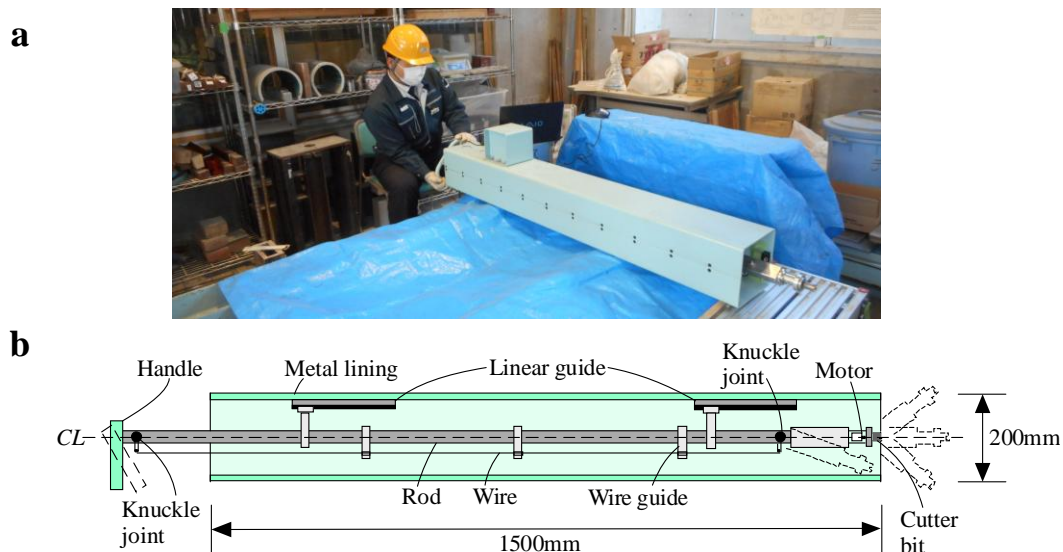 a
b
Handle
Metal lining
Linear guide
Knuckle
joint
Motor
CL
200mm
Rod
Wire
Wire guide
Knuckle
joint
Cutter
bit
1500mm